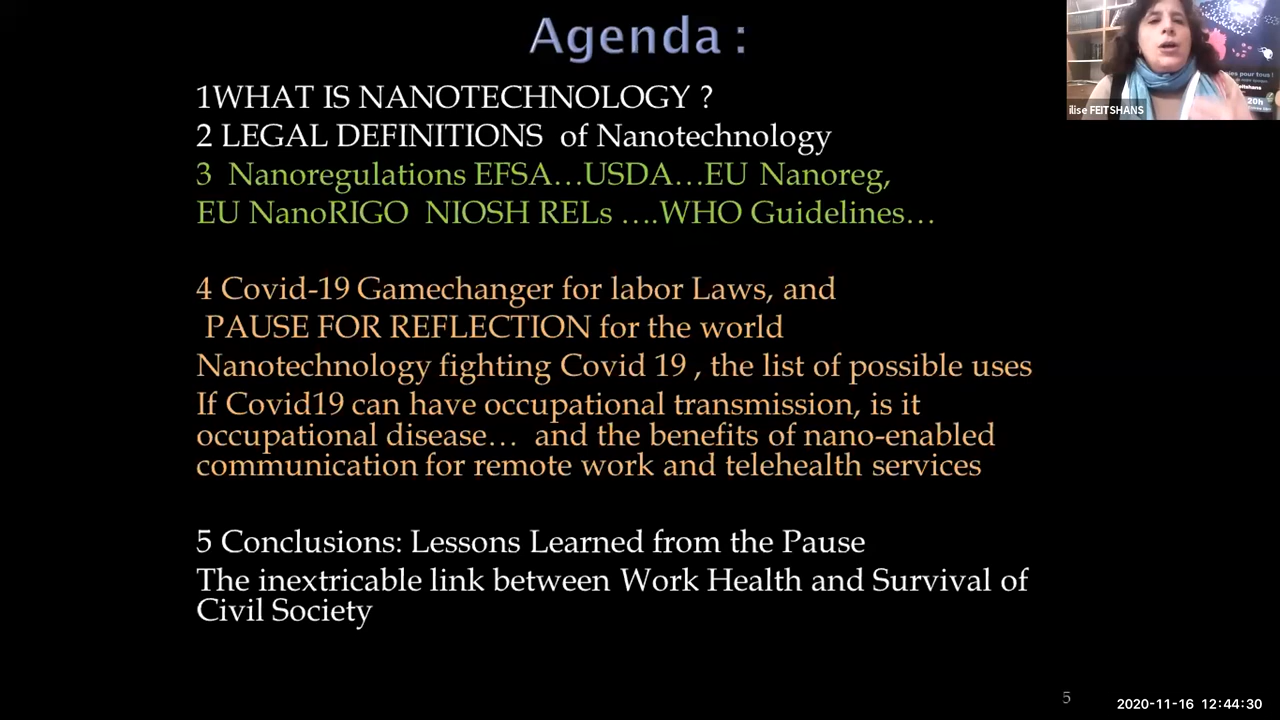 Agenda :
1WHAT IS NANOTECHNOLOGY ?
2 LEGAL DEFINITIONS of Nanotechnology
3 Nanoregulations EFSA…USDA…EU Nanoreg,
EU NanoRIGO NIOSH RELs ….WHO Guidelines…
4 Covid-19 Gamechanger for labor Laws, and
PAUSE FOR REFLECTION for the world
Nanotechnology fighting Covid 19 , the list of possible uses
If Covid19 can have occupational transmission, is it
occupational disease… and the benefits of nano-enabled
communication for remote work and telehealth services
5 Conclusions: Lessons Learned from the Pause
The inextricable link between Work Health and Survival of
Civil Society
5
2020-11-16 12:44:30
ilise FEITSHANS
pour tous !
eitshans
20h